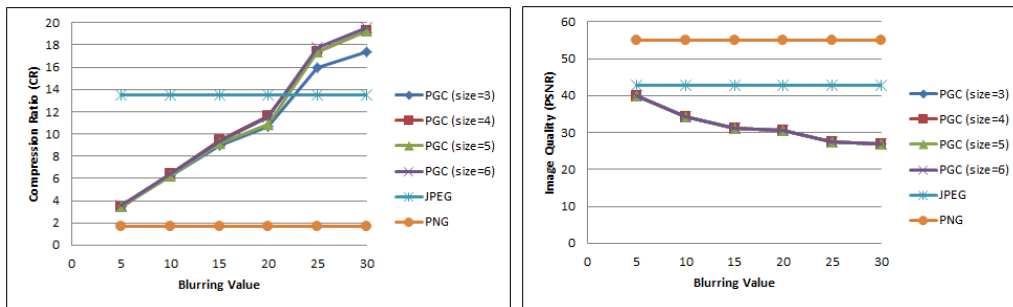 Compression Ratio (CR)
20
18
16
14
12
10
8
6
4
2
0
0 5 10 15 20 25 30
Blurring Value
PGC (size=3)
PGC (size=4)
PGC (size=5)
PGC (size=6)
JPEG
PNG
Image Quality (PSNR)
60
50
40
30
20
10
0
0 5 10 15 20 25 30
Blurring Value
PGC (size=3)
PGC (size=4)
PGC (size=5)
PGC (size=6)
JPEG
PNG